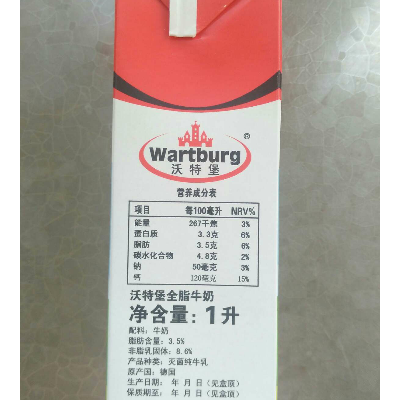 Wartburg
©
沃特堡
营养成分表
项目 每100毫升 NRV%
能量 267千焦 3%
蛋白质 3.3克 6%
脂肪 3.5克 6%
碳水化合物 4.8克 2%
钠 50毫克 3%
钙 120毫克 15%
沃特堡全脂牛奶
净含量：1升
配料：牛奶
脂肪含量：3.5%
非脂乳固体：8.6%
产品种类：灭菌纯牛乳
原产国：德国
生产日期： 年 月 日（见盒顶）
保质期至： 年 月 日（见盒顶）